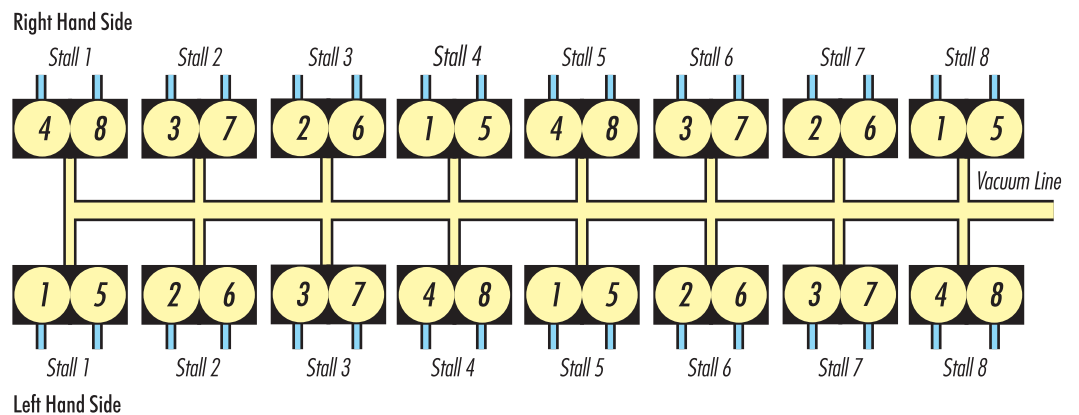 Right Hand Side
Stall 1 Stall 2 Stall 3 Stall 4 Stall 5 Stall 6 Stall 7 Stall 8
4 8 3 7 2 6 1 5 4 8 3 7 2 6 1 5
Vacuum Line
1 5 2 6 3 7 4 8 1 5 2 6 3 7 4 8
Stall 1 Stall 2 Stall 3 Stall 4 Stall 5 Stall 6 Stall 7 Stall 8
Left Hand Side